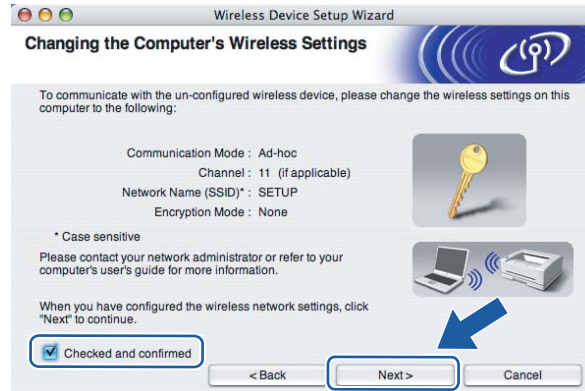 Wireless Device Setup Wizard
Changing the Computer's Wireless Settings
To communicate with the un-configured wireless device, please change the wireless settings on this
computer to the following:
Communication Mode : Ad-hoc
Channel : 11 (if applicable)
Network Name (SSID)* : SETUP
Encryption Mode : None
* Case sensitive
Please contact your network administrator or refer to your
computer's user's guide for more information.
When you have configured the wireless network settings, click
"Next" to continue.
Checked and confirmed
< Back
Next >
Cancel